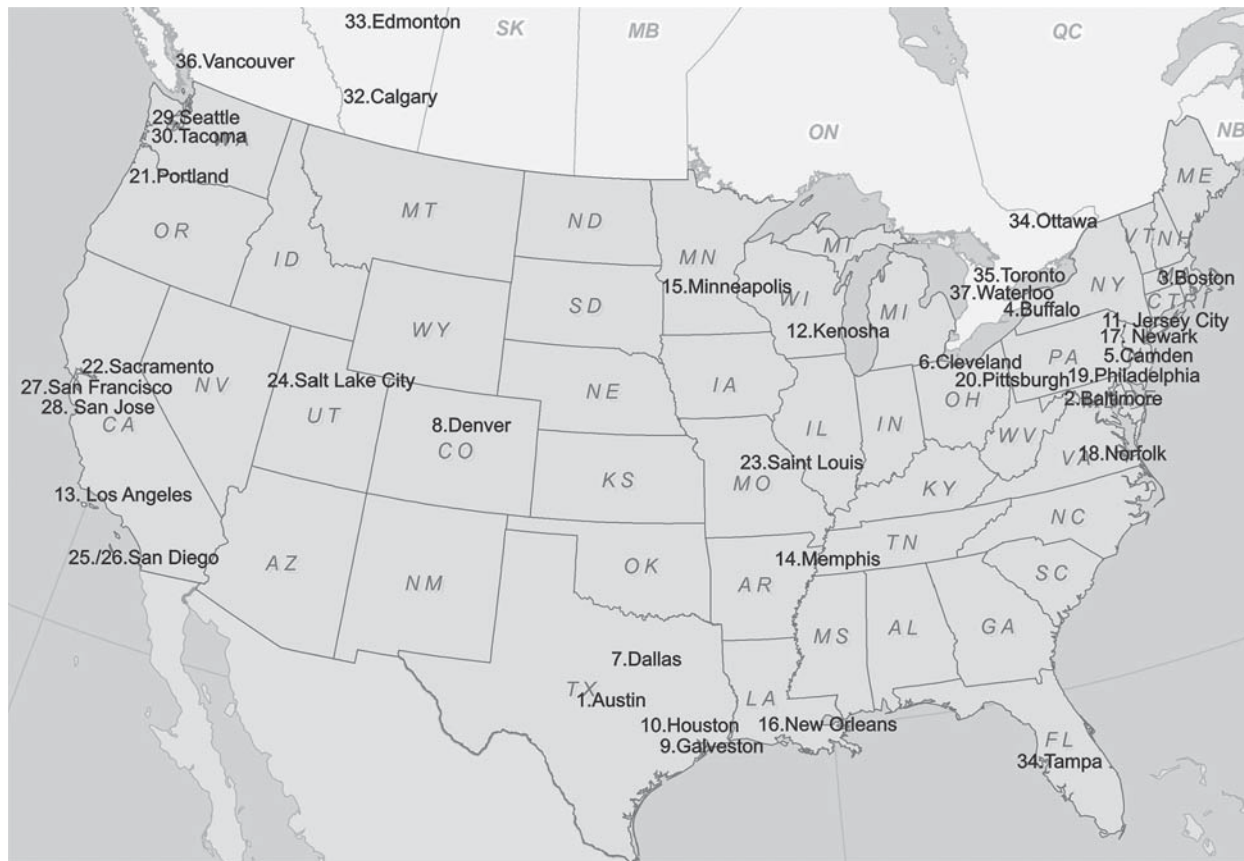 33.Edmonton
SK
MB
QC
36.Vancouver
32.Calgary
29.Seattle
WA
30.Tacoma
ON
NB
21.Portland
ME
MT
ND
34.Ottawa
OR
VT
NH
ID
MN
MI
15.Minneapolis
35.Toronto
MA
3.Boston
SD
WI
37.Waterloo
NY
CT
RI
4.Buffalo
WY
12.Kenosha
MI
11. Jersey City
17. Newark
22.Sacramento
6.Cleveland
PA
5.Camden
27.San Francisco
NV
24.Salt Lake City
NE
IA
20.Pittsburgh
19.Philadelphia
28. San Jose
UT
OH
2.Baltimore
CA
8.Denver
IL
IN
WV
CO
23.Saint Louis
VA
18.Norfolk
KS
MO
KY
13. Los Angeles
NC
25./26.San Diego
AZ
NM
OK
AR
14.Memphis
TN
SC
MS
AL
GA
7.Dallas
TX
1.Austin
LA
10.Houston
16.New Orleans
9.Galveston
FL
34.Tampa